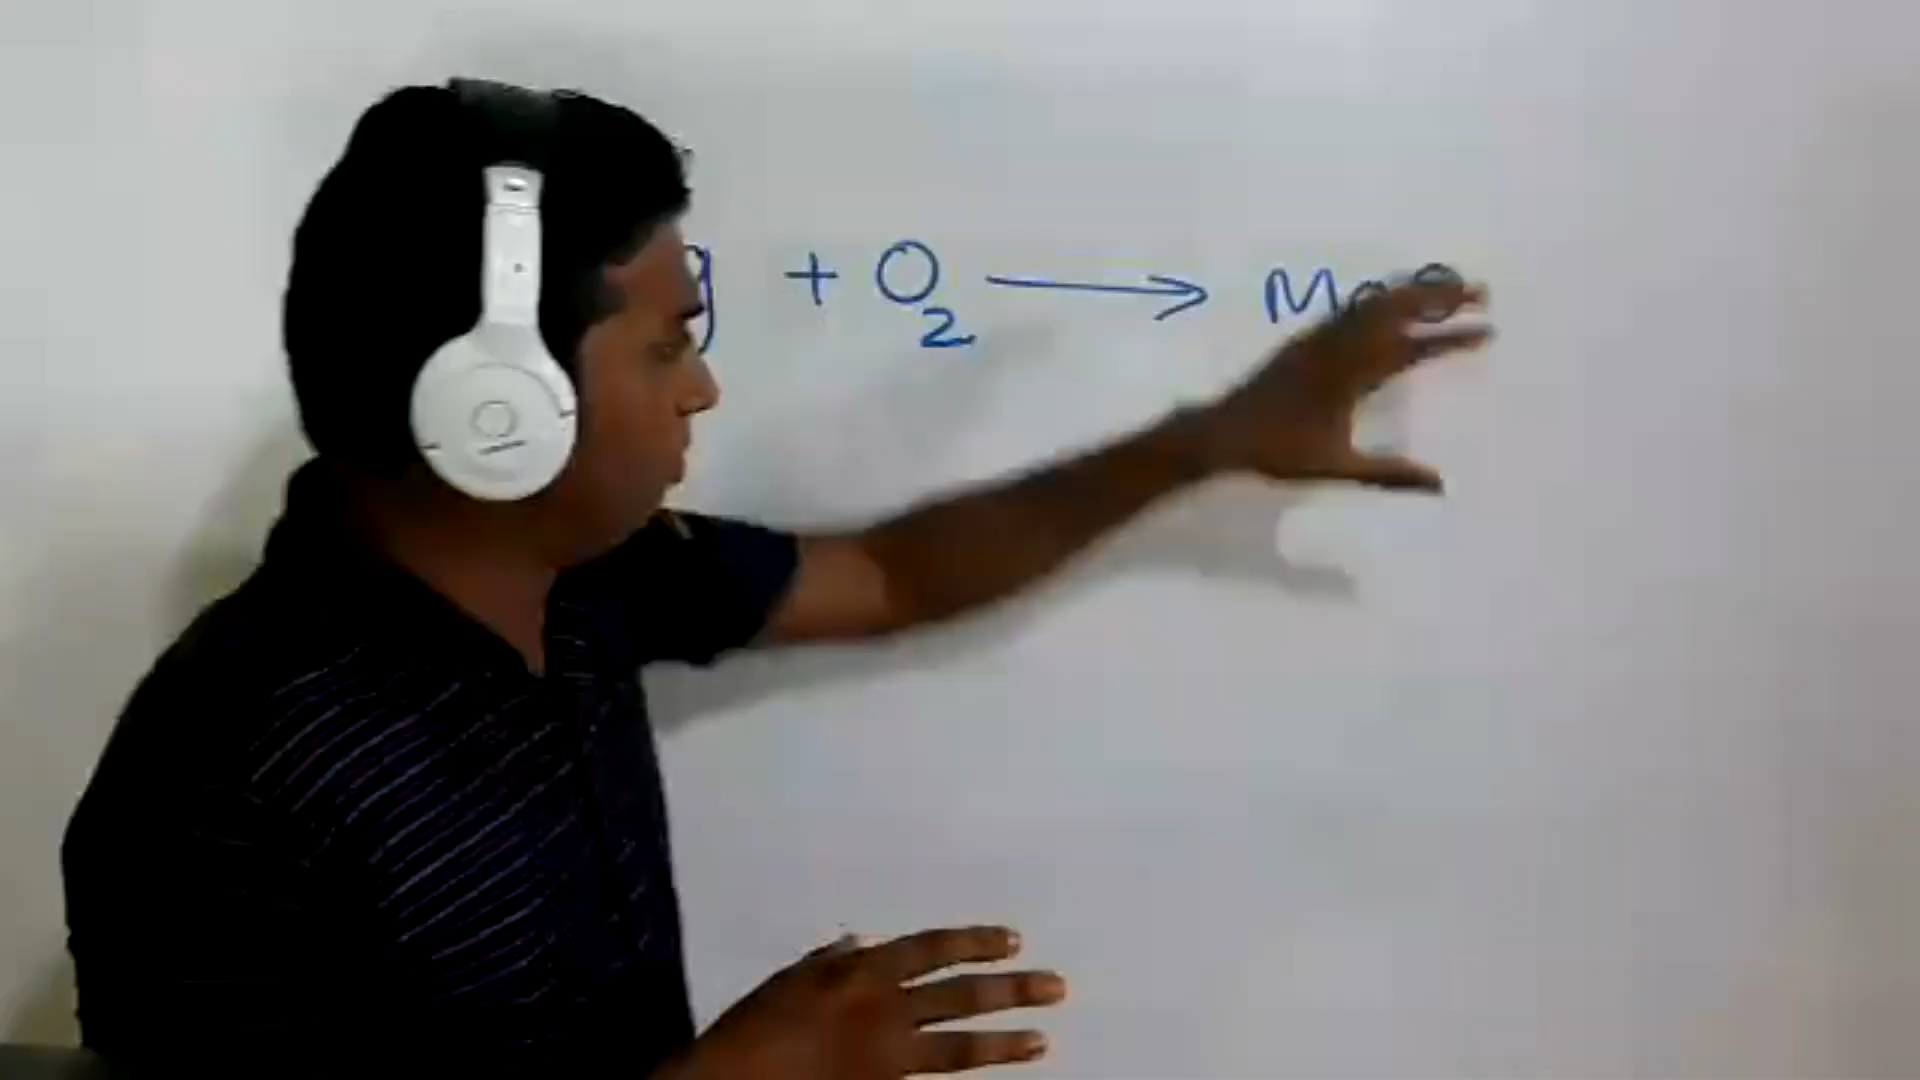 g + O₂ → MgO